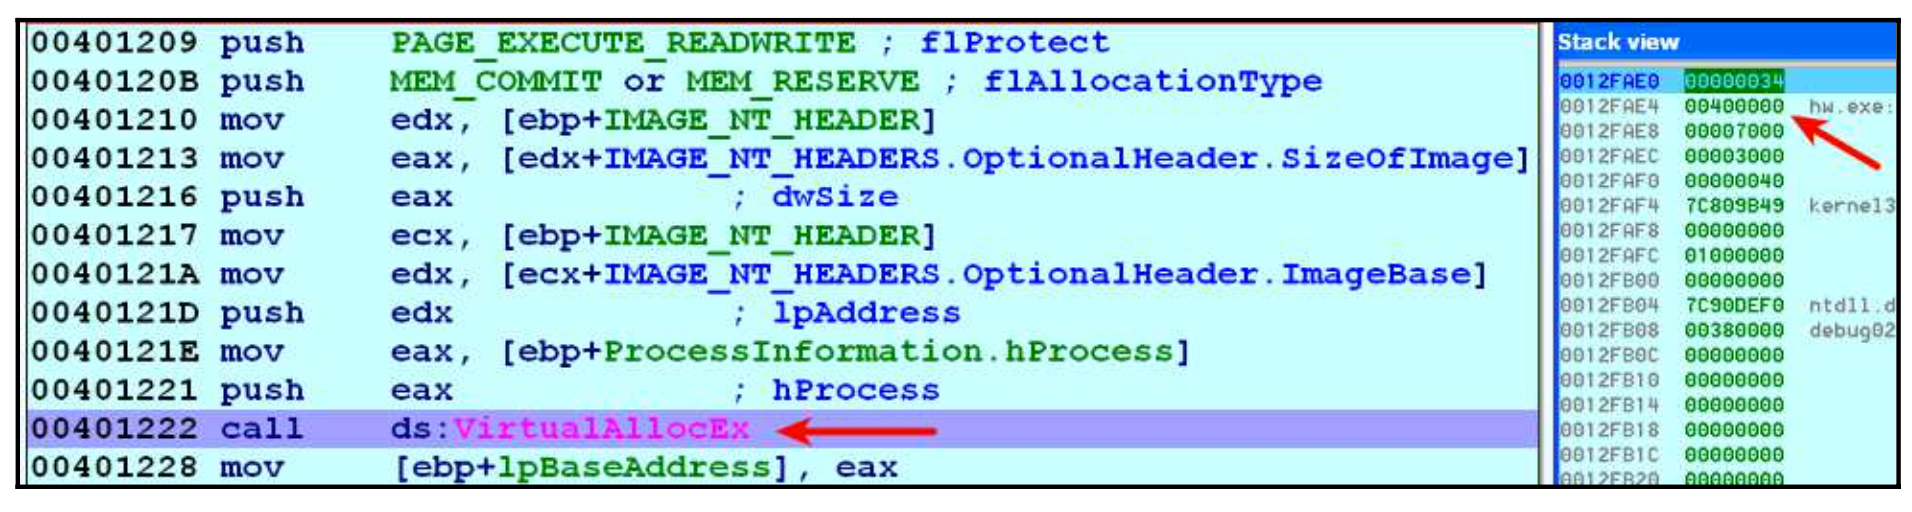 00401209 push PAGE_EXECUTE_READWRITE ; flProtect
0040120B push MEM_COMMIT or MEM_RESERVE ; flAllocationType
00401210 mov edx, [ebp+IMAGE_NT_HEADER]
00401213 mov eax, [edx+IMAGE_NT_HEADERS.OptionalHeader.SizeOfImage]
00401216 push eax ; dwSize
00401217 mov ecx, [ebp+IMAGE_NT_HEADER]
0040121A mov edx, [ecx+IMAGE_NT_HEADERS.OptionalHeader.ImageBase]
0040121D push edx ; lpAddress
0040121E mov eax, [ebp+ProcessInformation.hProcess]
00401221 push eax ; hProcess
00401222 call ds:VirtualAllocEx
00401228 mov [ebp+lpBaseAddress], eax
Stack view
0012FAE0 00000034
0012FAE4 00400000 hw.exe:
0012FAE8 00007000
0012FAEC 00003000
0012FAF0 00000040
0012FAF4 7C809B49 kernel3
0012FAF8 00000000
0012FAFC 01000000
0012FB00 00000000
0012FB04 7C90DEF0 ntdll.d
0012FB08 00380000 debug02
0012FB0C 00000000
0012FB10 00000000
0012FB14 00000000
0012FB18 00000000
0012FB1C 00000000
0012FB20 00000000